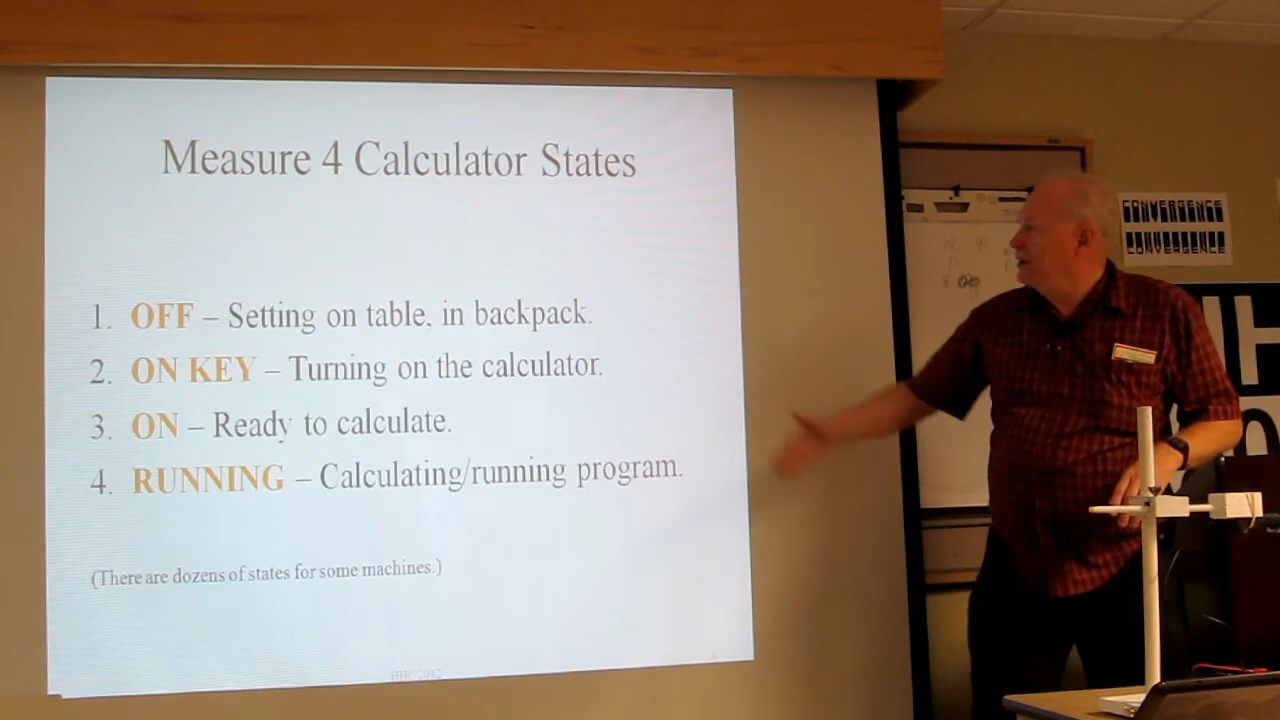 Measure 4 Calculator States
1. OFF – Setting on table, in backpack.
2. ON KEY – Turning on the calculator.
3. ON – Ready to calculate.
4. RUNNING – Calculating/running program.
(There are dozens of states for some machines.)
HHC 2012
CONVERGENCE
CONVERGENCE